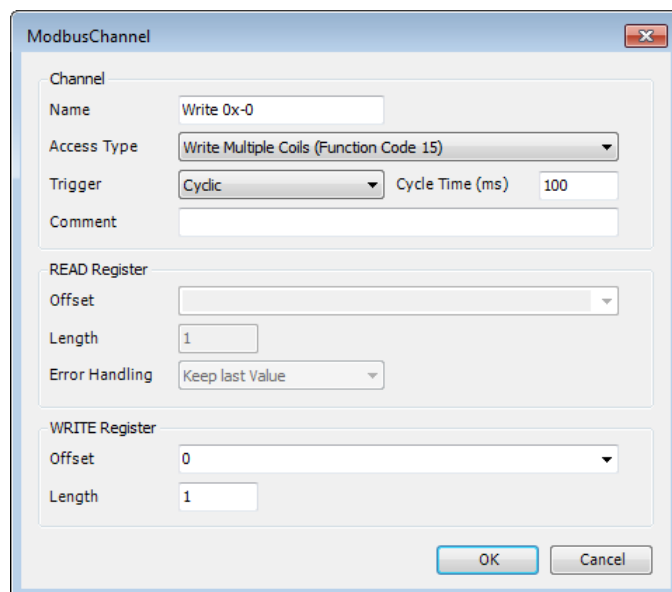 ModbusChannel
Channel
Name Write 0x-0
Access Type Write Multiple Coils (Function Code 15)
Trigger Cyclic Cycle Time (ms) 100
Comment
READ Register
Offset
Length 1
Error Handling Keep last Value
WRITE Register
Offset 0
Length 1
OK Cancel